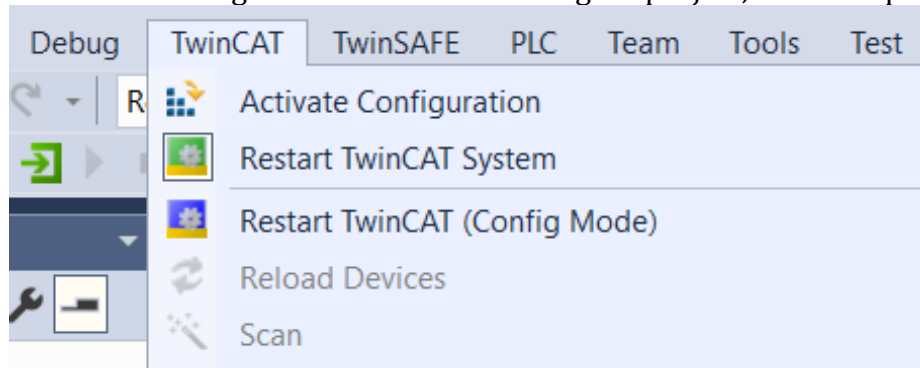 Debug TwinCAT TwinSAFE PLC Team Tools Test
Activate Configuration
Restart TwinCAT System
Restart TwinCAT (Config Mode)
Reload Devices
Scan